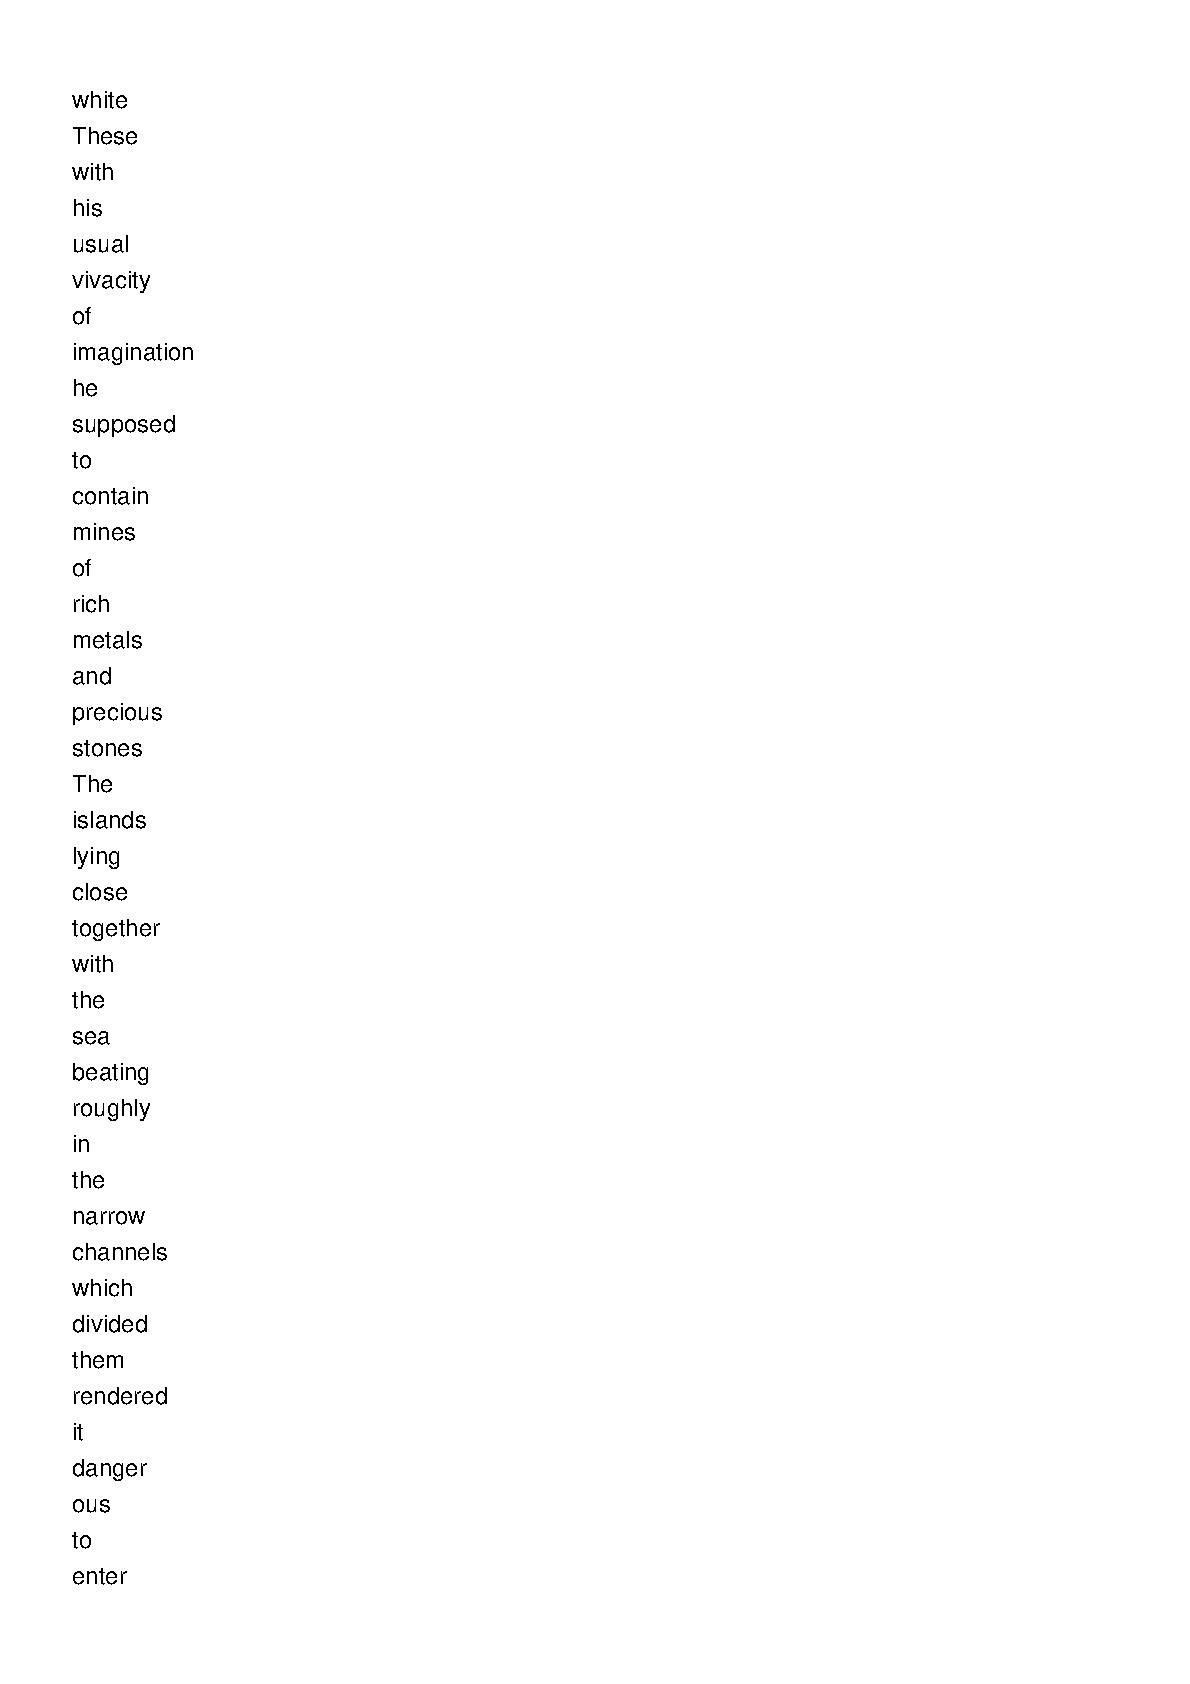 white
These
with
his
usual
vivacity
of
imagination
he
supposed
to
contain
mines
of
rich
metals
and
precious
stones
The
islands
lying
close
together
with
the
sea
beating
roughly
in
the
narrow
channels
which
divided
them
rendered
it
danger
ous
to
enter